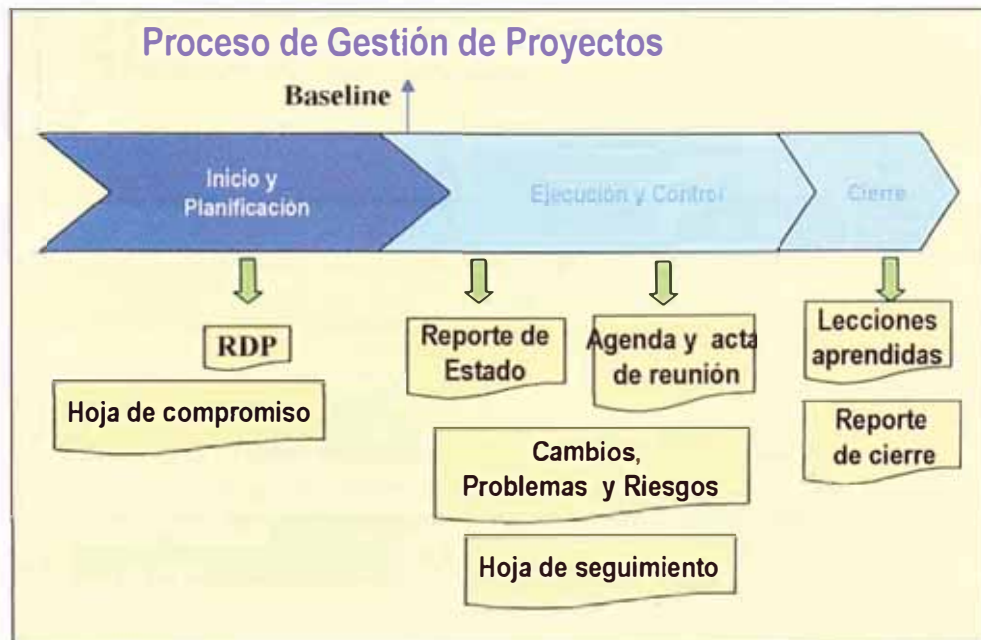 Proceso de Gestión de Proyectos
Baseline
Inicio y
Planificación
Ejecución y Control
Cierre
RDP
Hoja de compromiso
Reporte de
Estado
Agenda y acta
de reunión
Cambios,
Problemas y Riesgos
Hoja de seguimiento
Lecciones
aprendidas
Reporte
de cierre